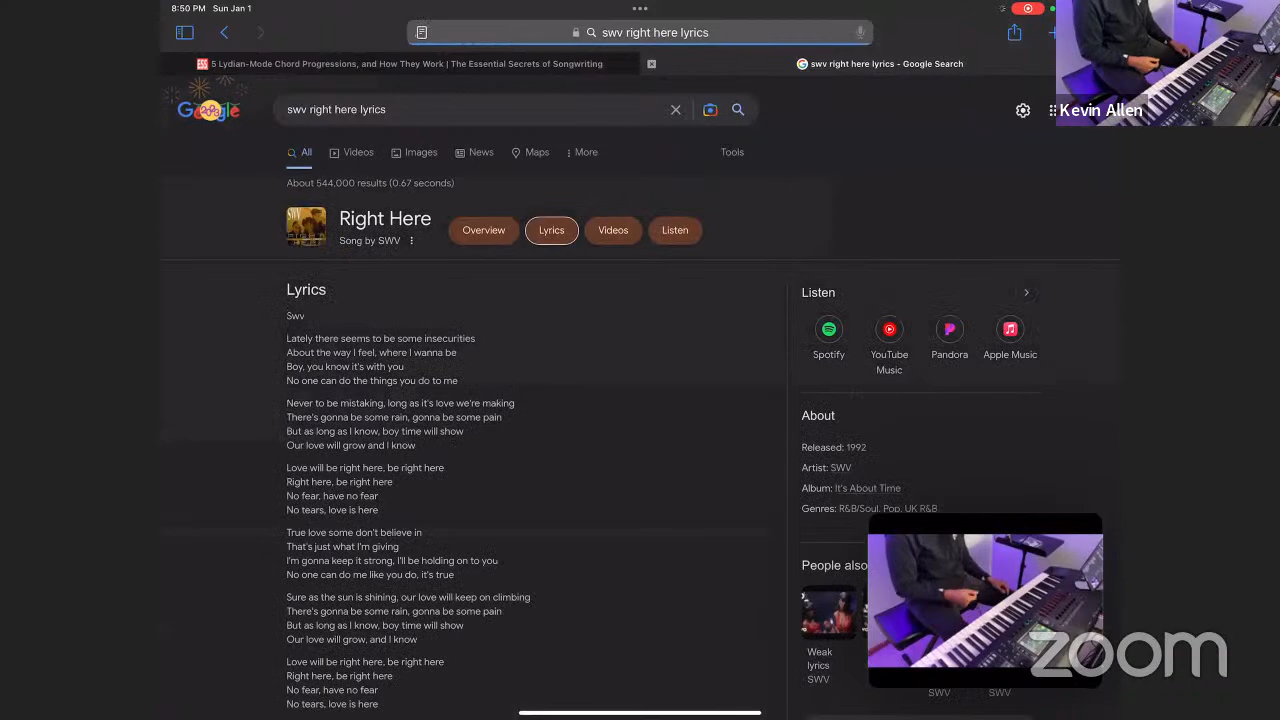 8:50 PM Sun Jan 1
swv right here lyrics
5 Lydian-Mode Chord Progressions, and How They Work | The Essential Secrets of Songwriting
swv right here lyrics - Google Search
Kevin Allen
Google
swv right here lyrics
All Videos Images News Maps More Tools
About 544,000 results (0.67 seconds)
SWV
Right Here
Song by SWV
Overview Lyrics Videos Listen
Lyrics
Swv
Lately there seems to be some insecurities
About the way I feel, where I wanna be
Boy, you know it's with you
No one can do the things you do to me
Never to be mistaking, long as it's love we're making
There's gonna be some rain, gonna be some pain
But as long as I know, boy time will show
Our love will grow and I know
Love will be right here, be right here
Right here, be right here
No fear, have no fear
No tears, love is here
True love some don't believe in
That's just what I'm giving
I'm gonna keep it strong, I'll be holding on to you
No one can do me like you do, it's true
Sure as the sun is shining, our love will keep on climbing
There's gonna be some rain, gonna be some pain
But as long as I know, boy time will show
Our love will grow, and I know
Love will be right here, be right here
Right here, be right here
No fear, have no fear
No tears, love is here
Listen
Spotify
YouTube Music
Pandora
Apple Music
About
Released: 1992
Artist: SWV
Album: It's About Time
Genres: R&B/Soul, Pop, UK R&B
People also
Weak
lyrics
SWV
SWV
SWV
zoom